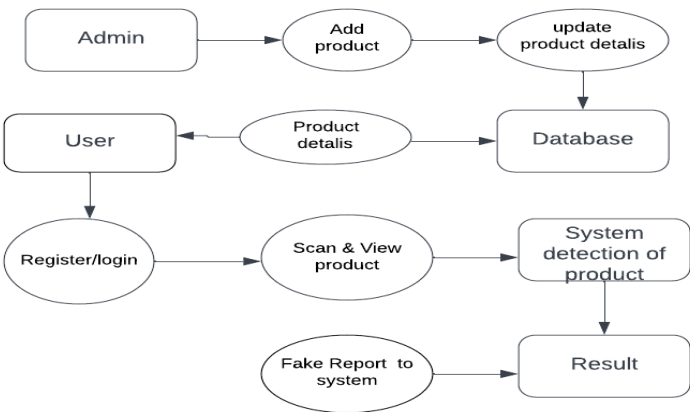 Admin
Add
product
update
product detalis
User
Product
detalis
Database
Register/login
Scan & View
product
System
detection of
product
Fake Report to
system
Result